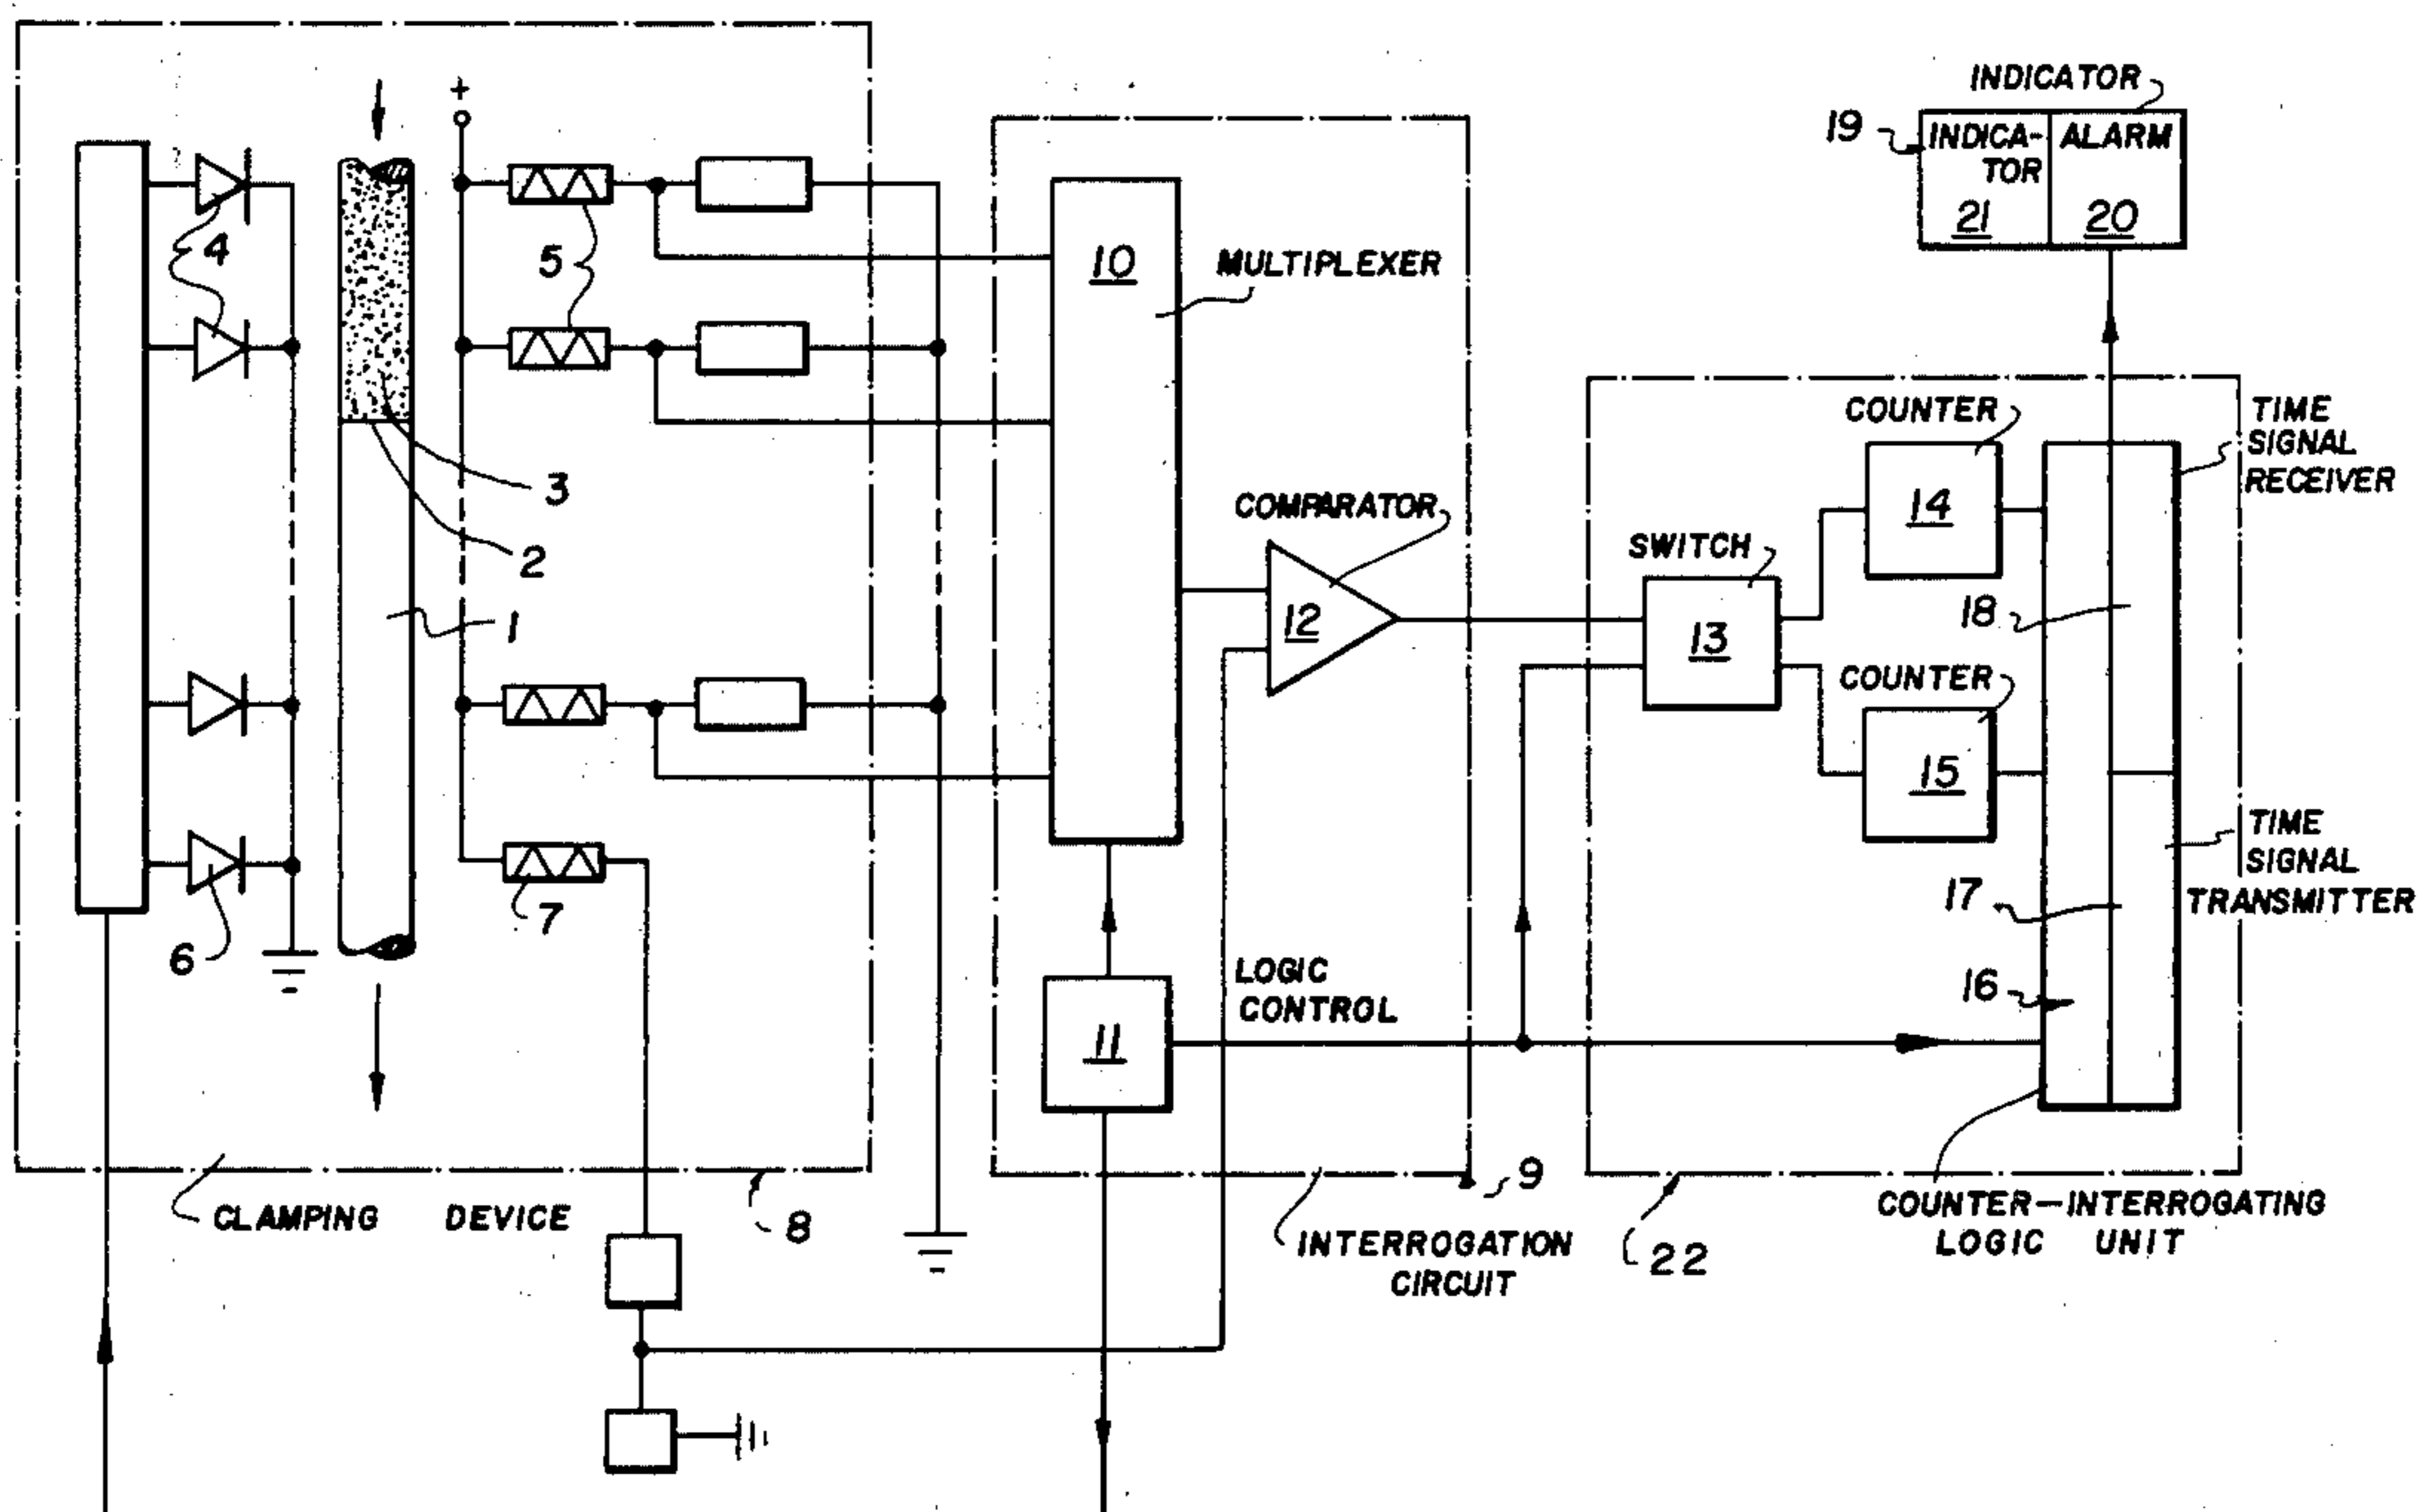 +
4
5
3
2
1
6
7
CLAMPING DEVICE
8
10
MULTIPLEXER
COMPARATOR
12
LOGIC
CONTROL
11
9
INTERROGATION
CIRCUIT
INDICATOR
19
INDICA-
TOR
21
ALARM
20
COUNTER
14
TIME
SIGNAL
RECEIVER
SWITCH
13
18
COUNTER
15
TIME
SIGNAL
TRANSMITTER
17
16
COUNTER-INTERROGATING
LOGIC UNIT
22